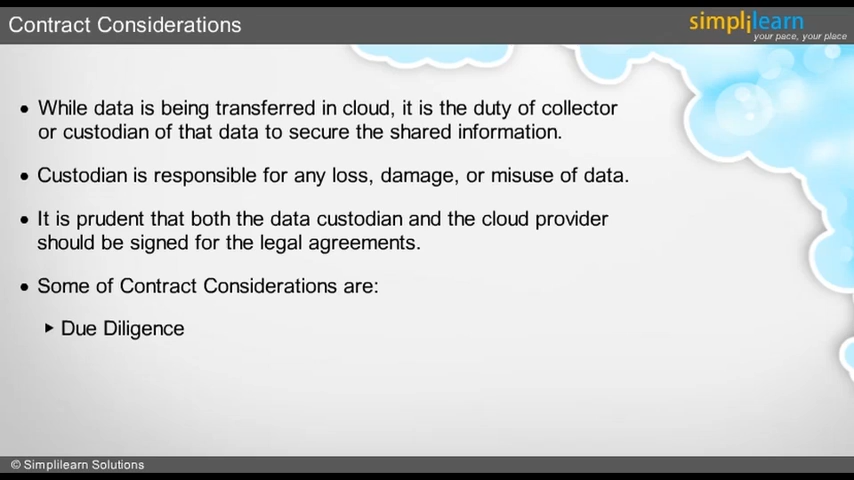 Contract Considerations
simplilearn
your pace, your place
• While data is being transferred in cloud, it is the duty of collector
or custodian of that data to secure the shared information.
• Custodian is responsible for any loss, damage, or misuse of data.
• It is prudent that both the data custodian and the cloud provider
should be signed for the legal agreements.
• Some of Contract Considerations are:
▸ Due Diligence
© Simplilearn Solutions